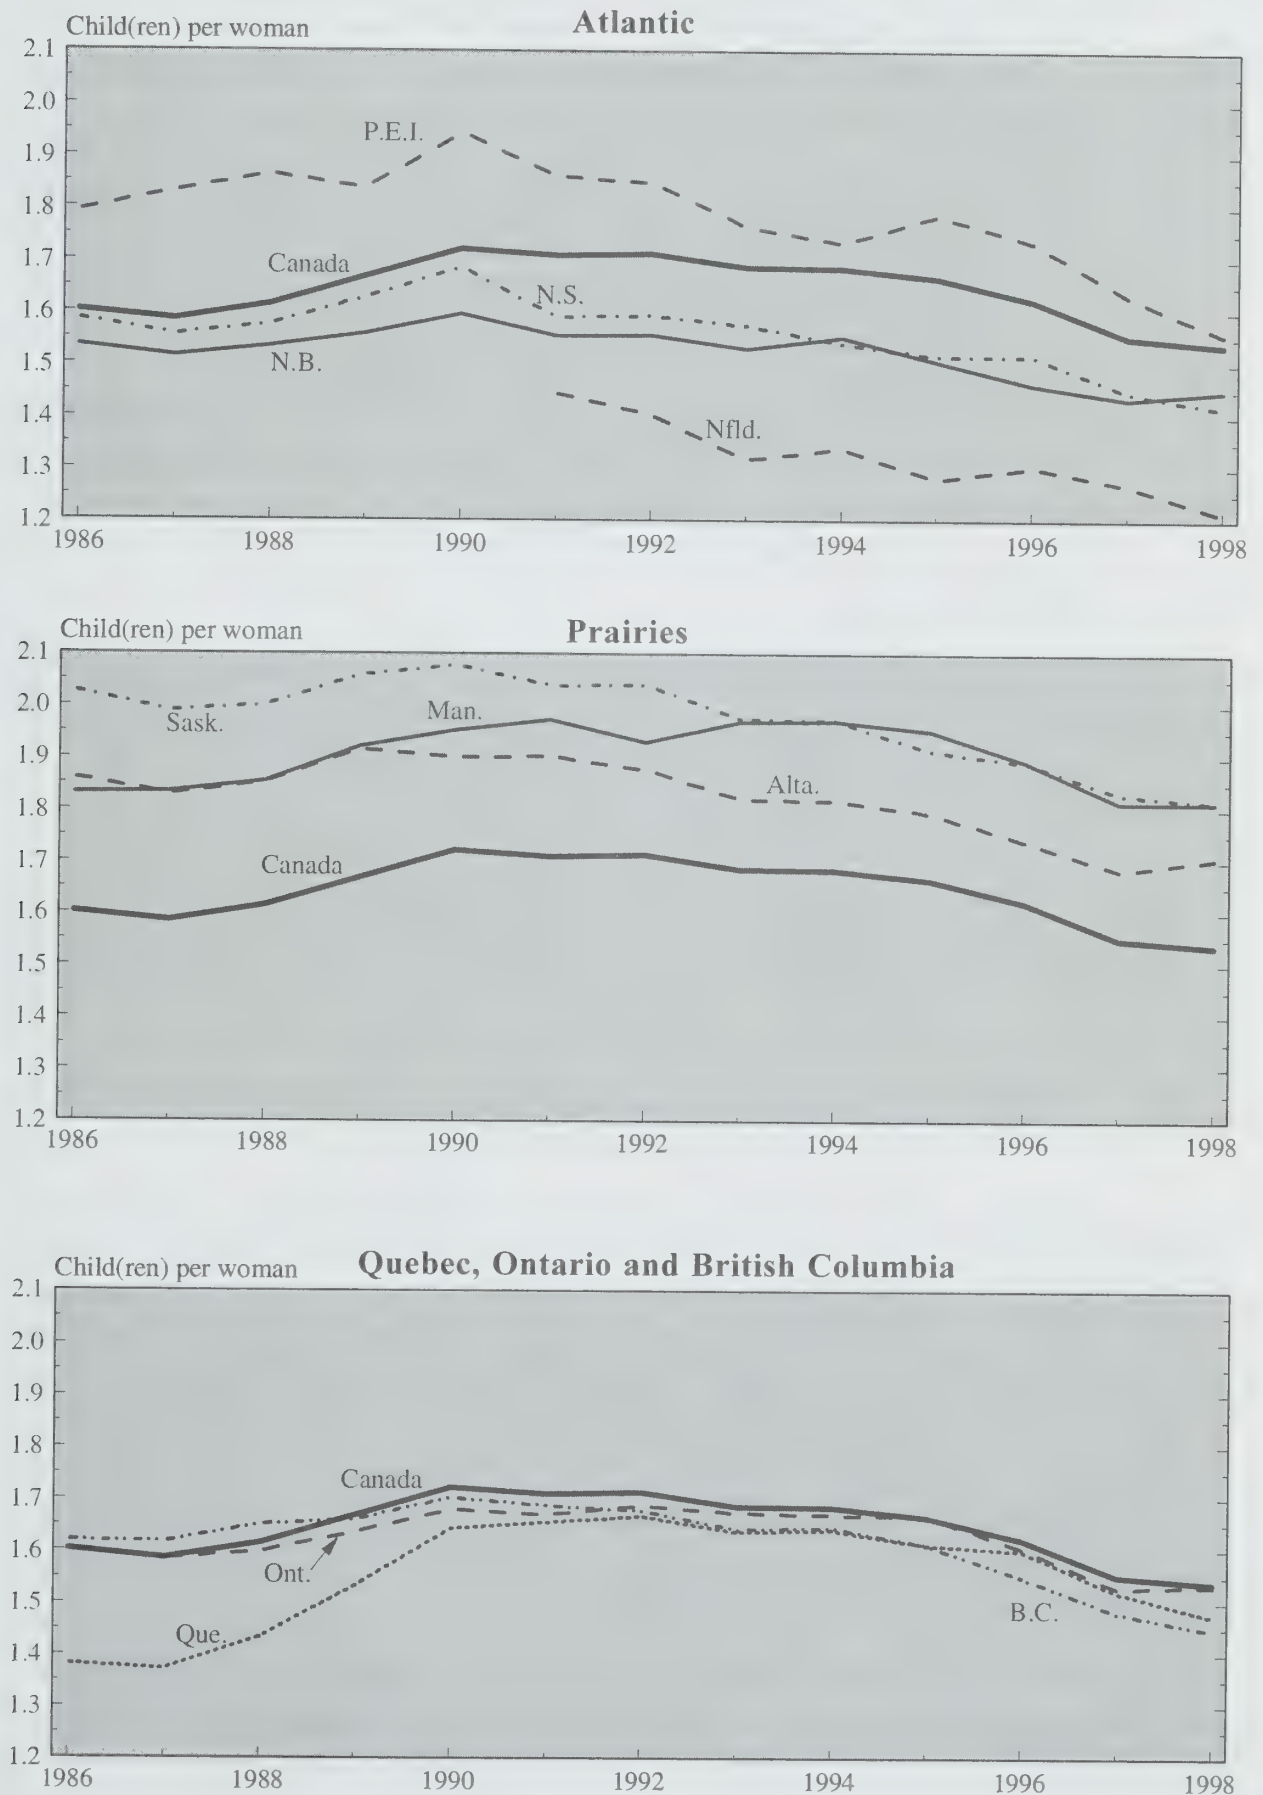 Child(ren) per woman
Atlantic
2.1
2.0
1.9
1.8
1.7
1.6
1.5
1.4
1.3
1.2
P.E.I.
Canada
N.S.
N.B.
Nfld.
1986 1988 1990 1992 1994 1996 1998
Child(ren) per woman
Prairies
2.1
2.0
1.9
1.8
1.7
1.6
1.5
1.4
1.3
1.2
Sask.
Man.
Alta.
Canada
1986 1988 1990 1992 1994 1996 1998
Child(ren) per woman
Quebec, Ontario and British Columbia
2.1
2.0
1.9
1.8
1.7
1.6
1.5
1.4
1.3
1.2
Canada
Ont.
Que.
B.C.
1986 1988 1990 1992 1994 1996 1998